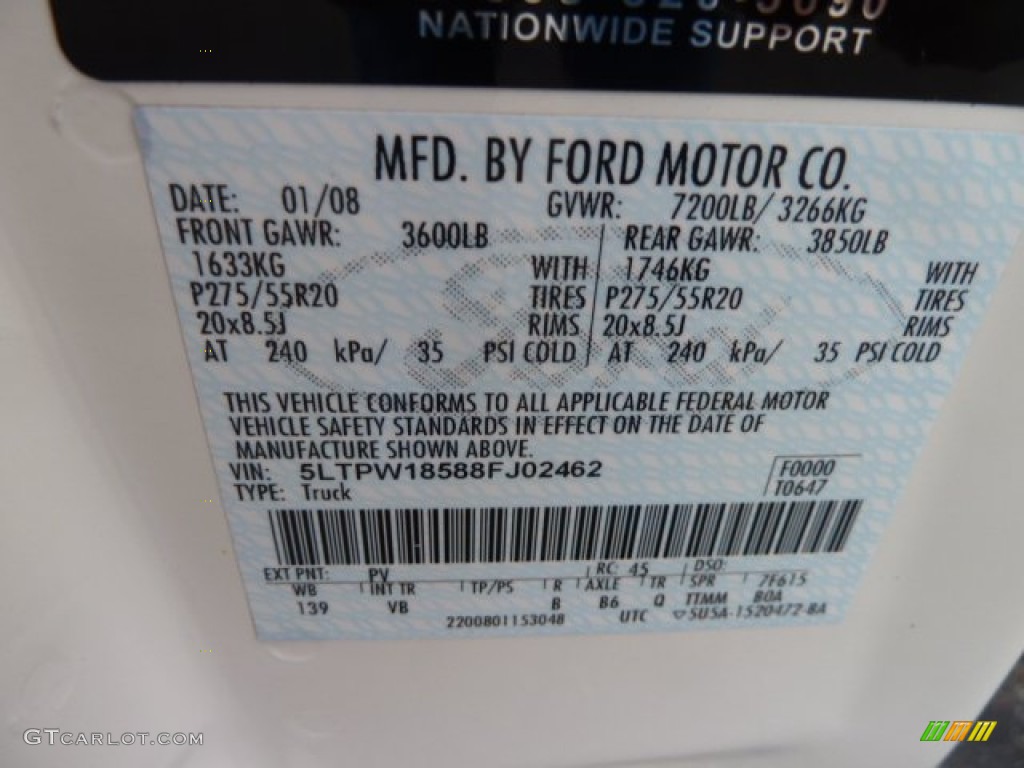 NATIONWIDE SUPPORT
MFD. BY FORD MOTOR CO.
DATE: 01/08 GVWR: 7200LB/ 3266KG
FRONT GAWR: 3600LB REAR GAWR: 3850LB
1633KG WITH 1746KG WITH
P275/55R20 TIRES P275/55R20 TIRES
20x8.5J RIMS 20x8.5J RIMS
AT 240 kPa/ 35 PSI COLD AT 240 kPa/ 35 PSI COLD
THIS VEHICLE CONFORMS TO ALL APPLICABLE FEDERAL MOTOR
VEHICLE SAFETY STANDARDS IN EFFECT ON THE DATE OF
MANUFACTURE SHOWN ABOVE.
VIN: 5LTPW18588FJ02462 F0000
TYPE: Truck T0647
EXT PNT: PV RC: 45 DSO:
WB INT TR TP/PS R AXLE TR SPR 7F615
139 VB B B6 Q TTMM BOA
2200801153048 UTC SU5A-1520472-BA
GTCARLOT.COM